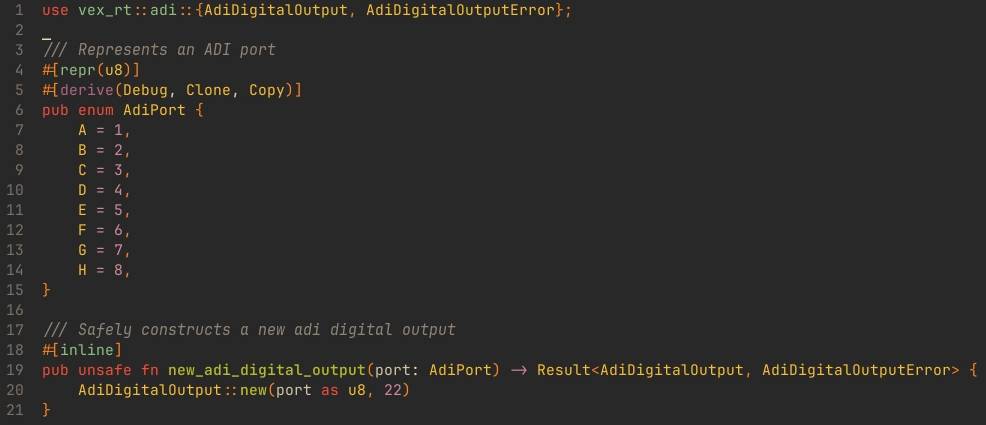 1 use vex_rt::adi::{AdiDigitalOutput, AdiDigitalOutputError};
2
3 /// Represents an ADI port
4 #[repr(u8)]
5 #[derive(Debug, Clone, Copy)]
6 pub enum AdiPort {
7     A = 1,
8     B = 2,
9     C = 3,
10     D = 4,
11     E = 5,
12     F = 6,
13     G = 7,
14     H = 8,
15 }
16
17 /// Safely constructs a new adi digital output
18 #[inline]
19 pub unsafe fn new_adi_digital_output(port: AdiPort) -> Result<AdiDigitalOutput, AdiDigitalOutputError> {
20     AdiDigitalOutput::new(port as u8, 22)
21 }